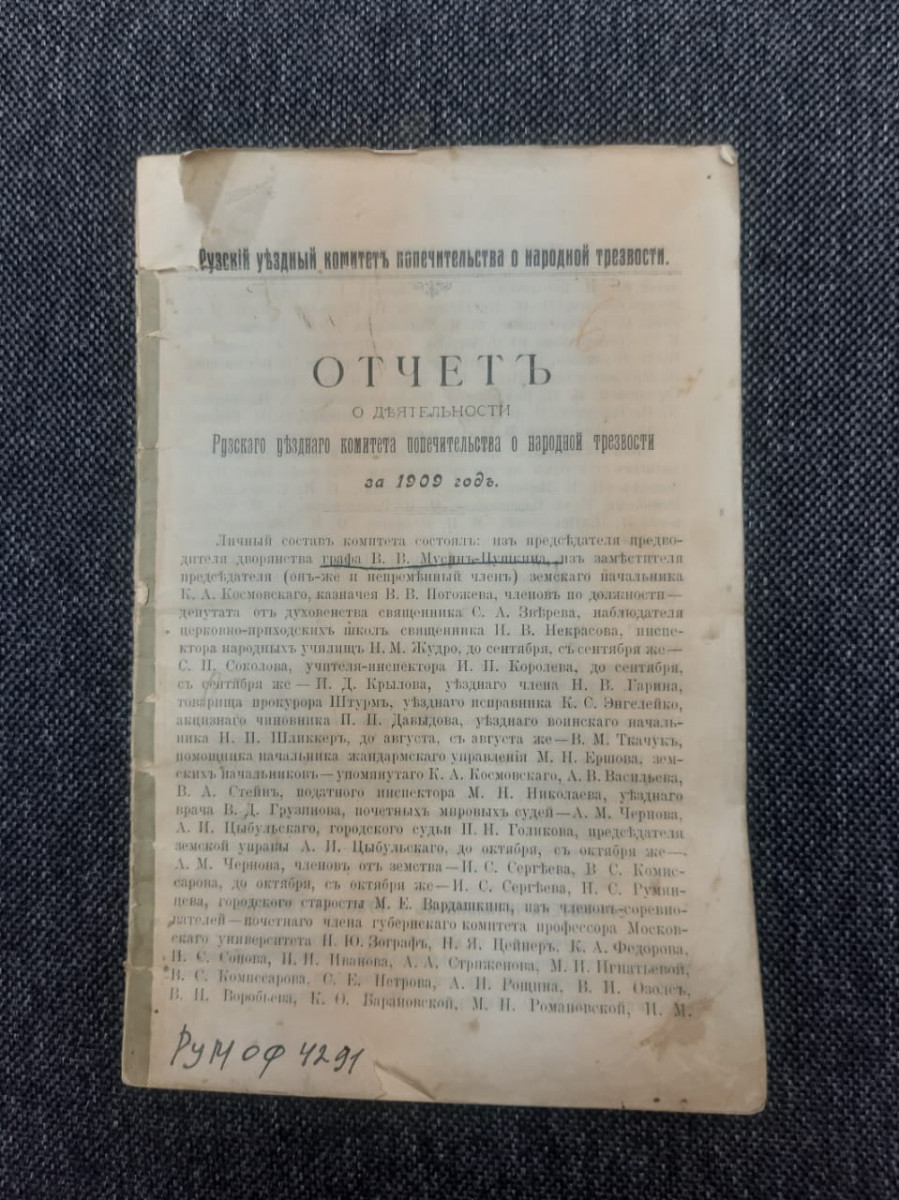 Рузскій уѣздный комитетъ попечительства о народной трезвости.
ОТЧЕТЪ
О ДѢЯТЕЛЬНОСТИ
Рузскаго уѣзднаго комитета попечительства о народной трезвости
за 1909 годъ.
Личный составъ комитета состоялъ: изъ предсѣдателя предво-
дителя дворянства графа В. В. Мусинъ-Пушкина, изъ замѣстителя
предсѣдателя (онъ-же и непремѣнный членъ) земскаго начальника
К. А. Космовскаго, казначея В. В. Погожева, членовъ по должности—
депутата отъ духовенства священника С. А. Звѣрева, наблюдателя
церковно-приходскихъ школъ священника И. В. Некрасова, инспе-
ктора народныхъ училищъ Н. М. Жудро, до сентября, съ сентября же—
С. П. Соколова, учителя-инспектора И. П. Королева, до сентября,
съ сентября же — И. Д. Крылова, уѣзднаго члена Н. В. Гарина,
товарища прокурора Штурмъ, уѣзднаго исправника К. С. Энгелейко,
акцизнаго чиновника П. П. Давыдова, уѣзднаго воинскаго началь-
ника И. П. Шликкеръ, до августа, съ августа же—В. М. Ткачукъ,
помощника начальника жандармскаго управленія М. Н. Ершова, зем-
скихъ начальниковъ—упомянутаго К. А. Космовскаго, А. В. Васильева,
В. А. Стейнъ, податного инспектора М. Н. Николаева, уѣзднаго
врача В. Д. Грузинова, почетныхъ мировыхъ судей—А. М. Чернова,
А. И. Цыбульскаго, городского судьи П. Н. Голикова, предсѣдателя
земской управы А. И. Цыбульскаго, до октября, съ октября же—
А. М. Чернова, членовъ отъ земства—И. С. Сергѣева, В. С. Комис-
сарова, до октября, съ октября же—И. С. Сергѣева, Н. С. Румян-
цева, городского старосты М. Е. Вардашкина, изъ членовъ-соревно-
вателей—почетнаго члена губернскаго комитета профессора Москов-
скаго университета Н. Ю. Зографъ, Н. Я. Цейнеръ, К. А. Федорова,
И. С. Сонова, И. И. Иванова, А. А. Стриженова, М. И. Игнатьевой,
В. С. Комиссарова, С. Е. Петрова, А. И. Рощина, В. И. Озолсъ,
В. И. Воробьева, К. Ѳ. Барановской, М. Н. Романовской, И. М.
РуМ ОФ 4291